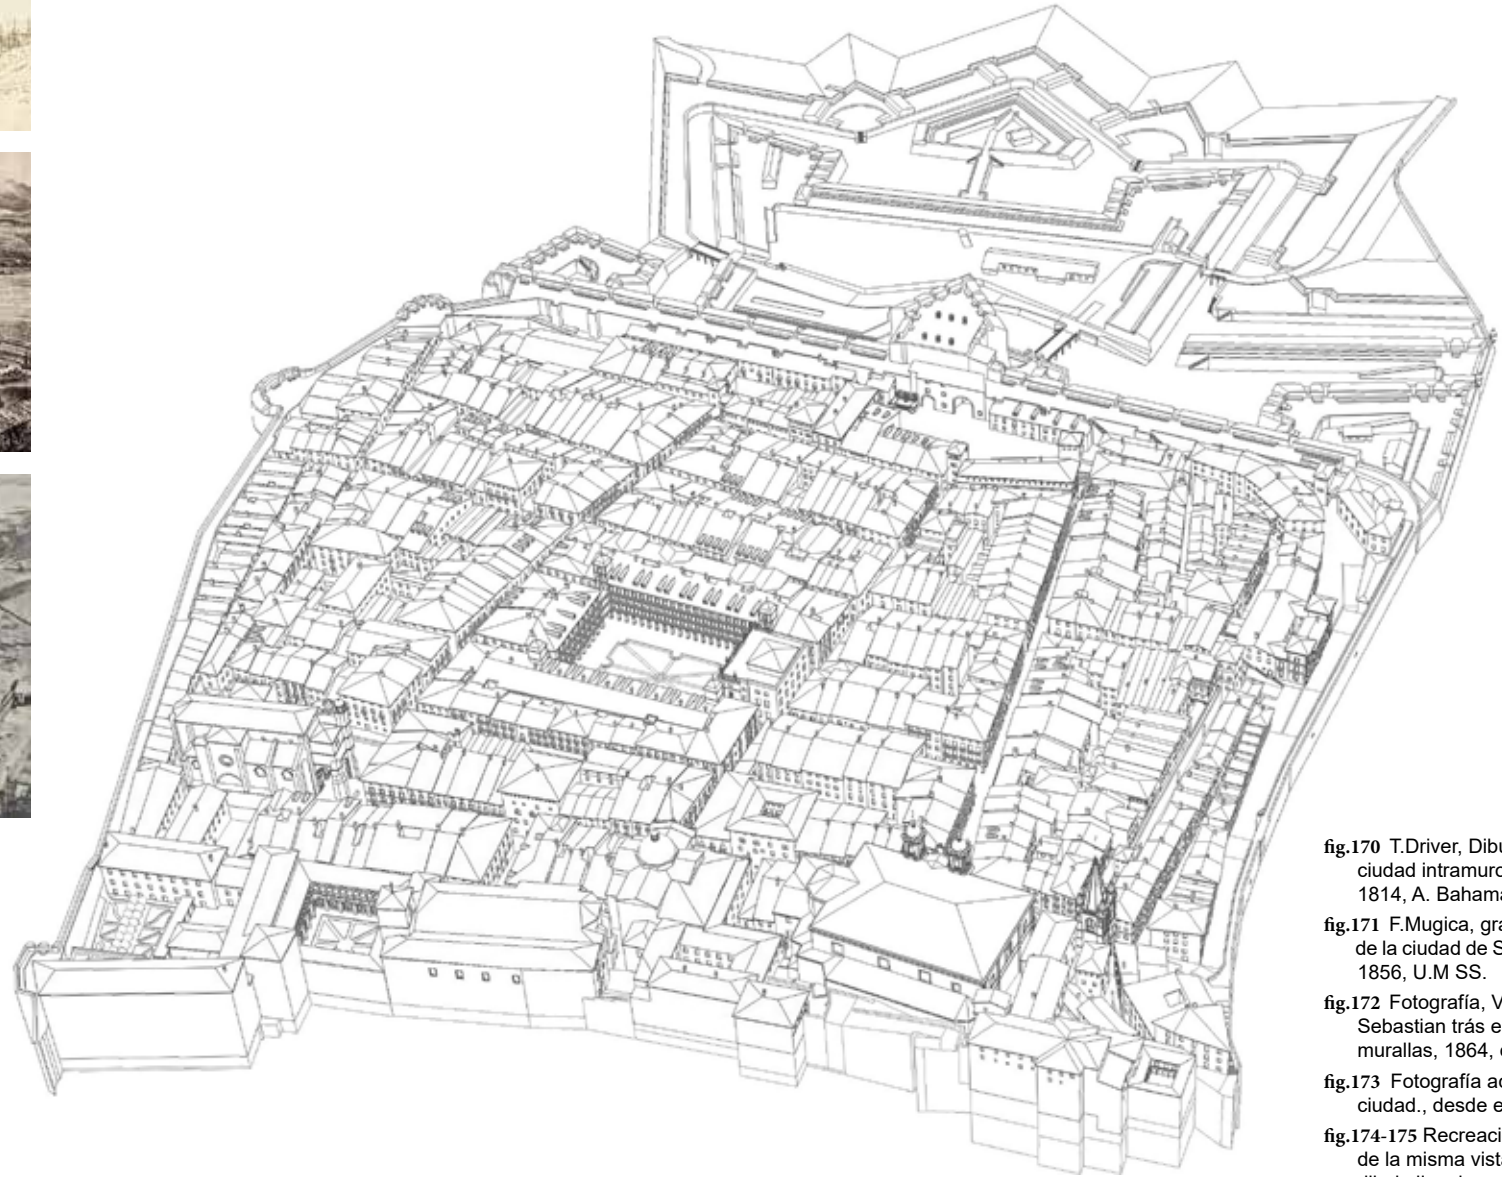 fig.170 T.Driver, Dibu
ciudad intramuro
1814, A. Bahama
fig.171 F.Mugica, gra
de la ciudad de S
1856, U.M SS.
fig.172 Fotografía, V
Sebastian trás e
murallas, 1864,
fig.173 Fotografía ac
ciudad., desde e
fig.174-175 Recreaci
de la misma vista